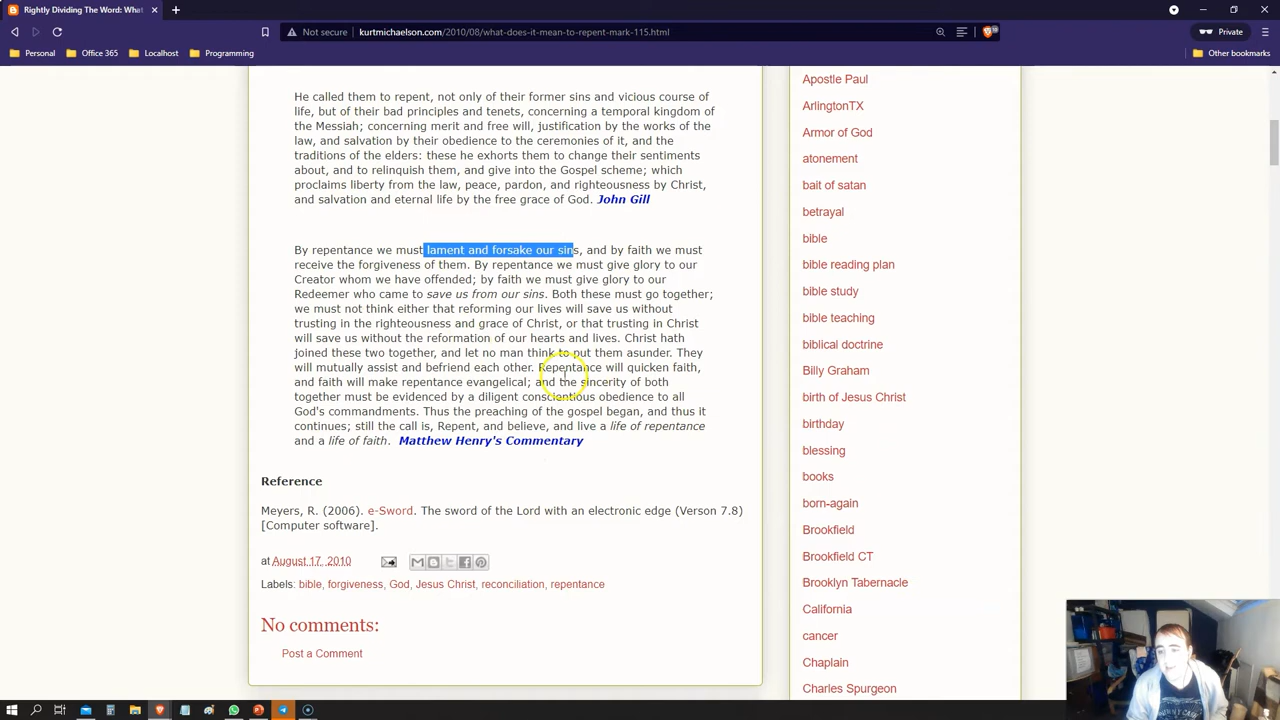 Rightly Dividing The Word: What
Not secure
kurtmichaelson.com/2010/08/what-does-it-mean-to-repent-mark-115.html
Private
Personal
Office 365
Localhost
Programming
Other bookmarks
He called them to repent, not only of their former sins and vicious course of
life, but of their bad principles and tenets, concerning a temporal kingdom of
the Messiah; concerning merit and free will, justification by the works of the
law, and salvation by their obedience to the ceremonies of it, and the
traditions of the elders: these he exhorts them to change their sentiments
about, and to relinquish them, and give into the Gospel scheme; which
proclaims liberty from the law, peace, pardon, and righteousness by Christ,
and salvation and eternal life by the free grace of God. John Gill
By repentance we must lament and forsake our sins, and by faith we must
receive the forgiveness of them. By repentance we must give glory to our
Creator whom we have offended; by faith we must give glory to our
Redeemer who came to save us from our sins. Both these must go together;
we must not think either that reforming our lives will save us without
trusting in the righteousness and grace of Christ, or that trusting in Christ
will save us without the reformation of our hearts and lives. Christ hath
joined these two together, and let no man think to put them asunder. They
will mutually assist and befriend each other. Repentance will quicken faith,
and faith will make repentance evangelical; and the sincerity of both
together must be evidenced by a diligent conscientious obedience to all
God's commandments. Thus the preaching of the gospel began, and thus it
continues; still the call is, Repent, and believe, and live a life of repentance
and a life of faith. Matthew Henry's Commentary
Reference
Meyers, R. (2006). e-Sword. The sword of the Lord with an electronic edge (Verson 7.8)
[Computer software].
at August 17, 2010
Labels: bible, forgiveness, God, Jesus Christ, reconciliation, repentance
No comments:
Post a Comment
Apostle Paul
ArlingtonTX
Armor of God
atonement
bait of satan
betrayal
bible
bible reading plan
bible study
bible teaching
biblical doctrine
Billy Graham
birth of Jesus Christ
birthday
blessing
books
born-again
Brookfield
Brookfield CT
Brooklyn Tabernacle
California
cancer
Chaplain
Charles Spurgeon